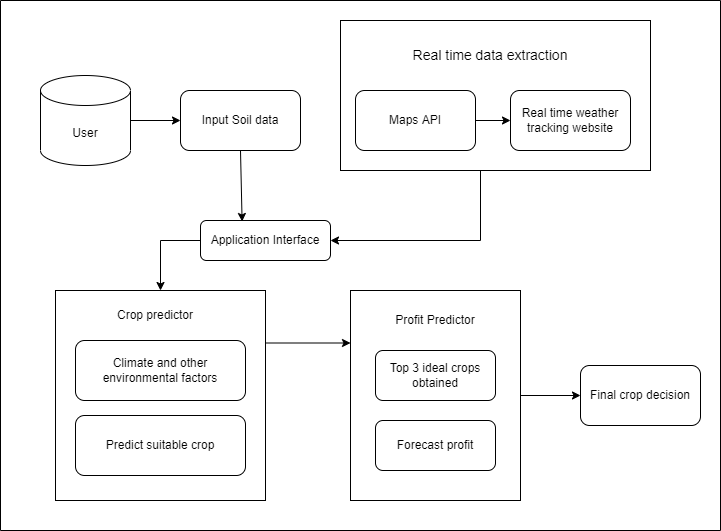 Real time data extraction
User
Input Soil data
Maps API
Real time weather
tracking website
Application Interface
Crop predictor
Climate and other
environmental factors
Predict suitable crop
Profit Predictor
Top 3 ideal crops
obtained
Forecast profit
Final crop decision